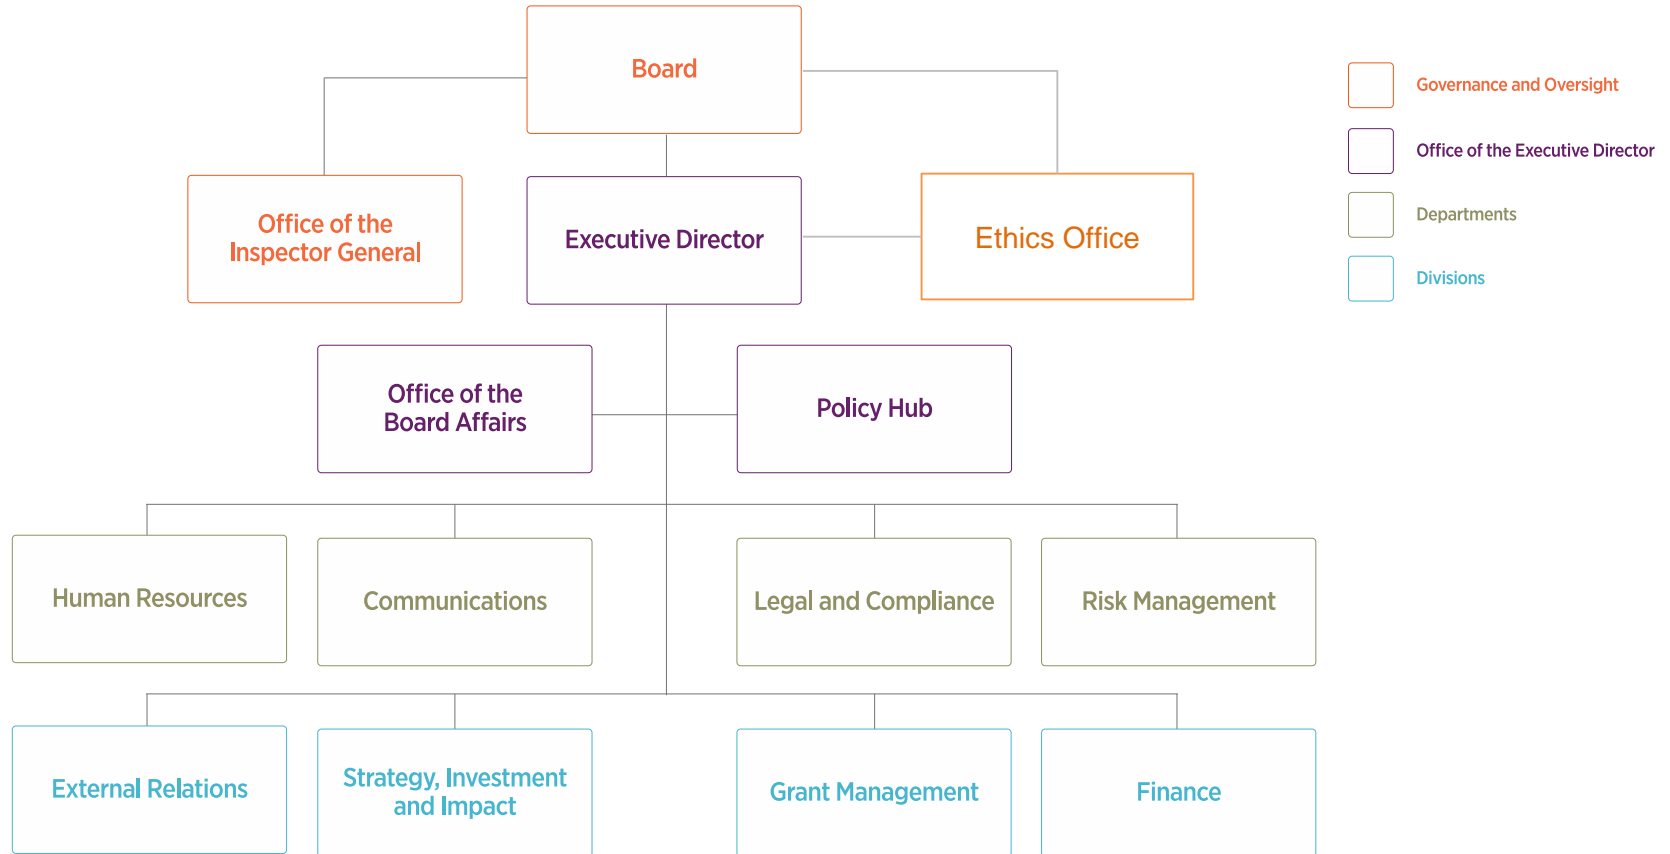 Board
Governance and Oversight
Office of the Executive Director
Departments
Divisions
Office of the
Inspector General
Executive Director
Ethics Office
Office of the
Board Affairs
Policy Hub
Human Resources
Communications
Legal and Compliance
Risk Management
External Relations
Strategy, Investment
and Impact
Grant Management
Finance